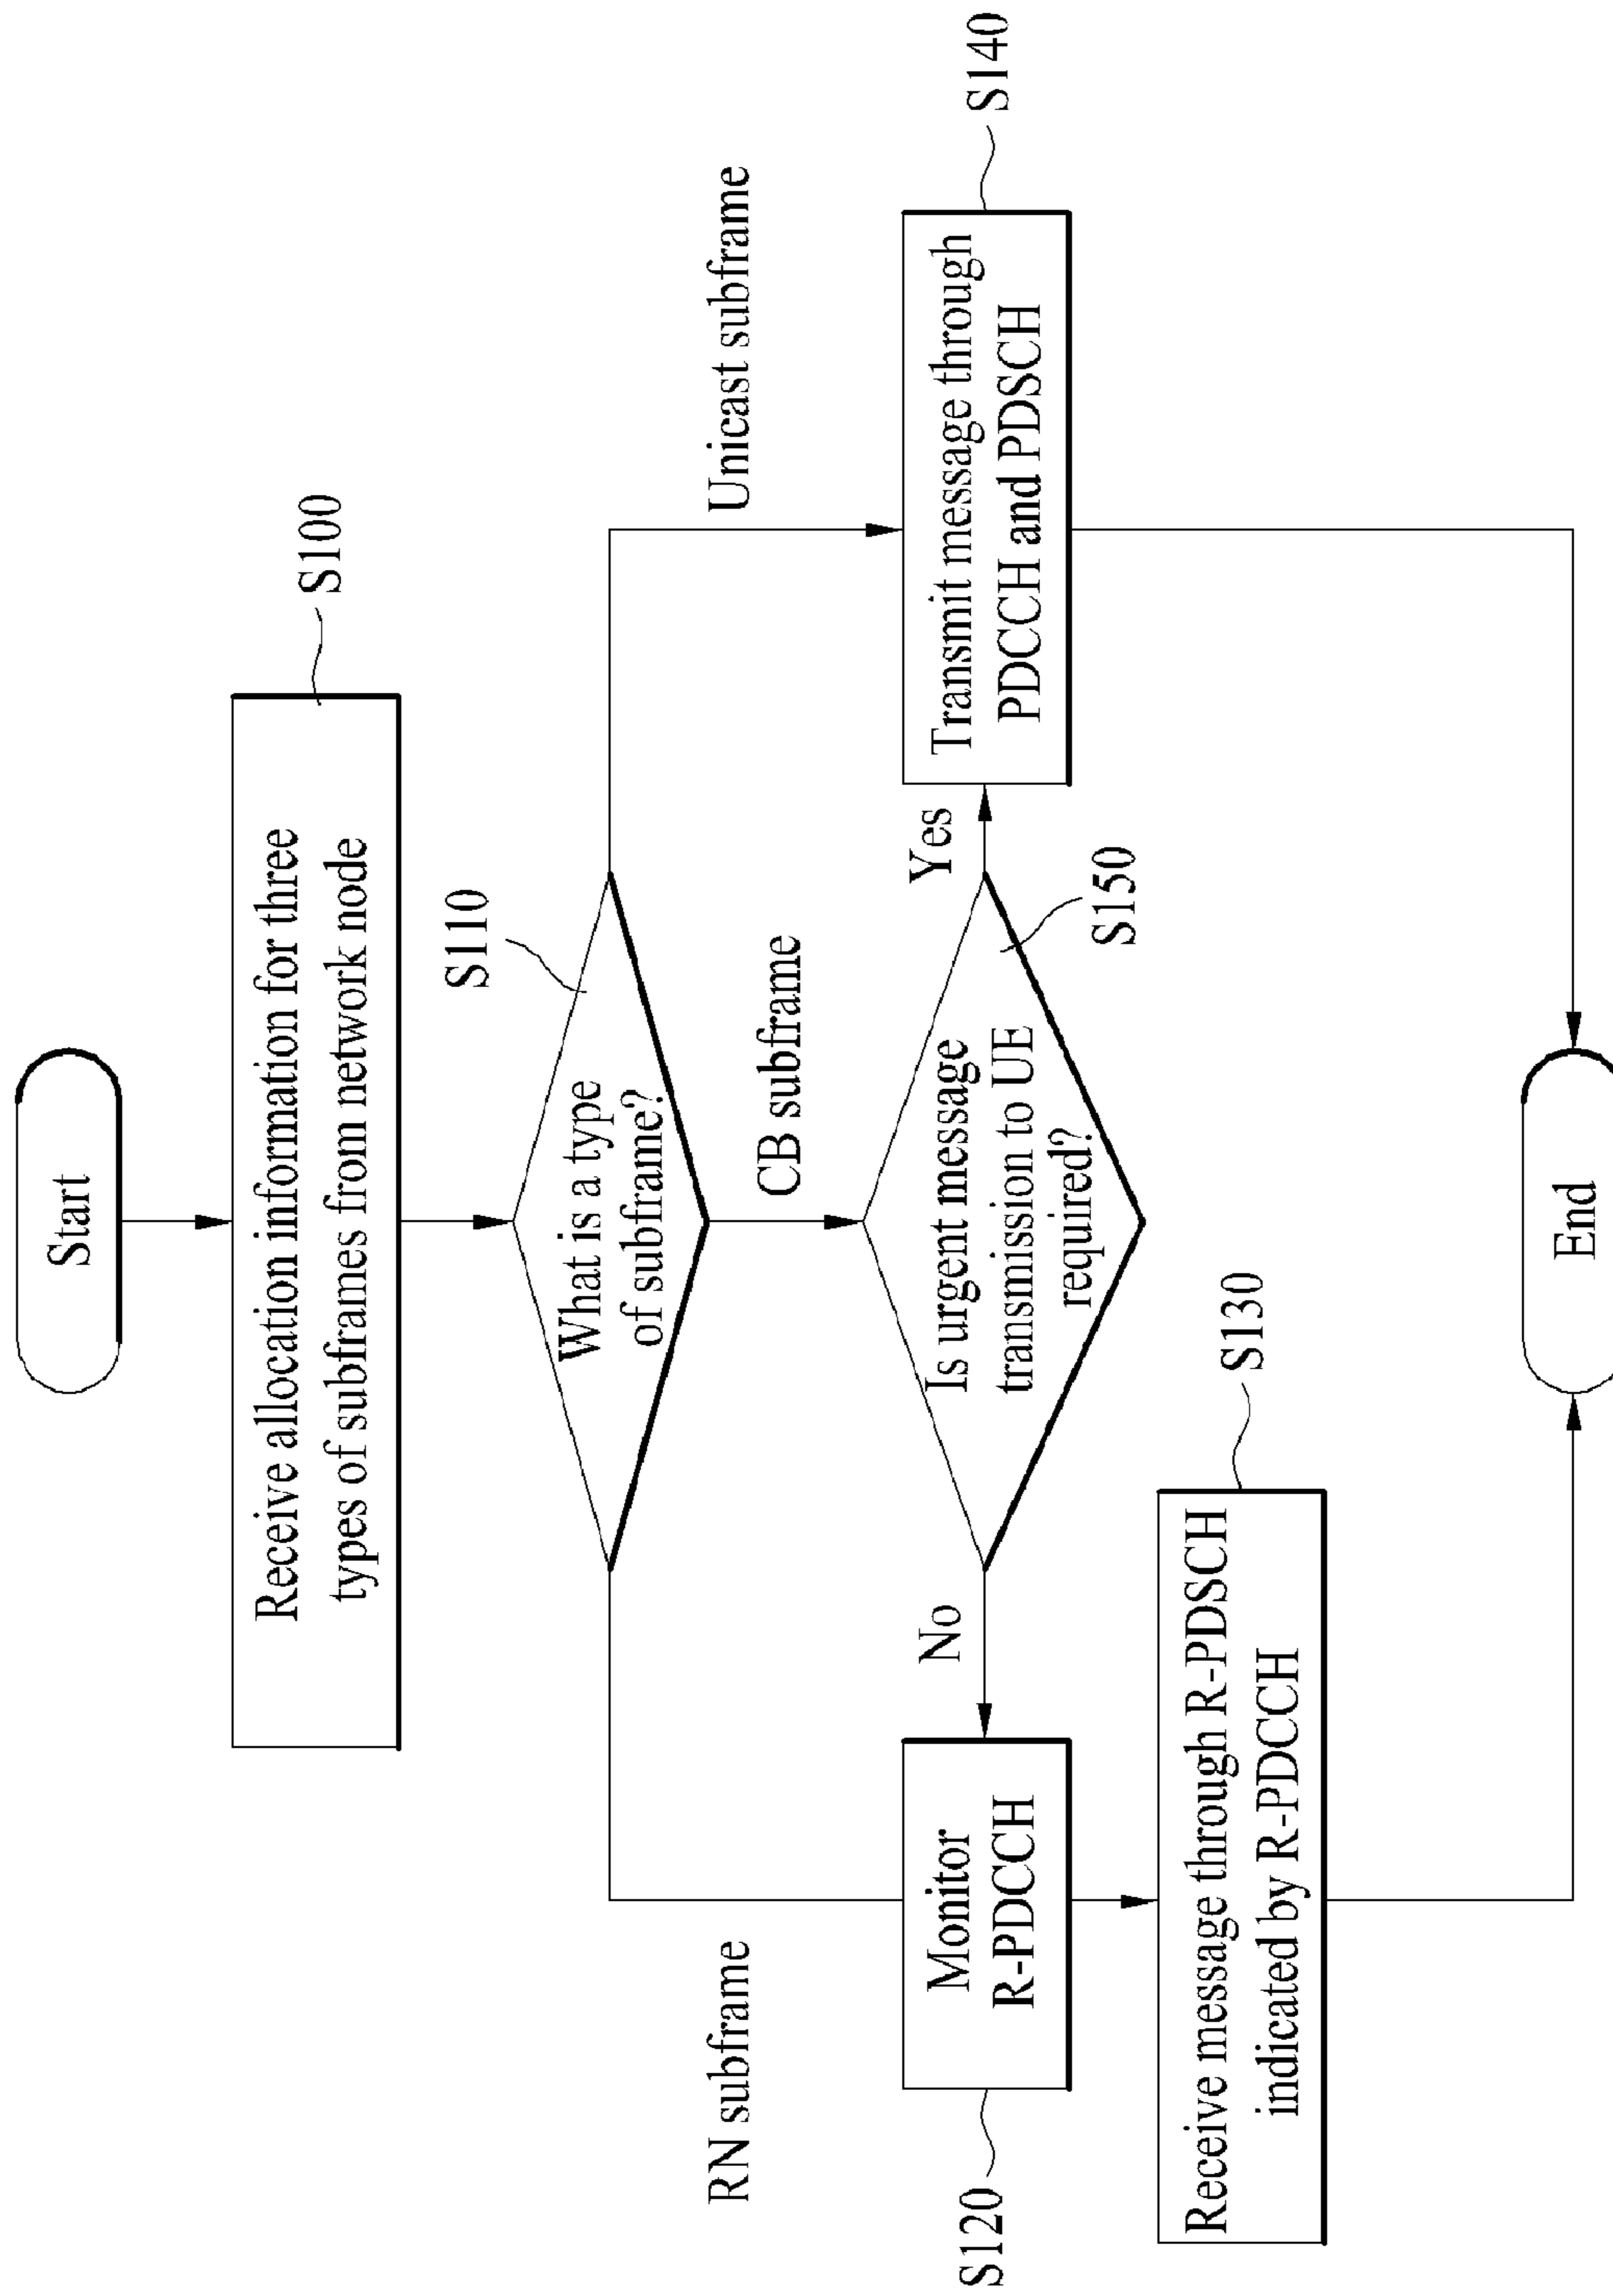 Start
Receive allocation information for three
types of subframes from network node
S100
What is a type
of subframe?
S110
RN subframe
CB subframe
Unicast subframe
Is urgent message
transmission to UE
required?
S150
No
Yes
Monitor
R-PDCCH
S120
Transmit message through
PDCCH and PDSCH
S140
Receive message through R-PDSCH
indicated by R-PDCCH
S130
End